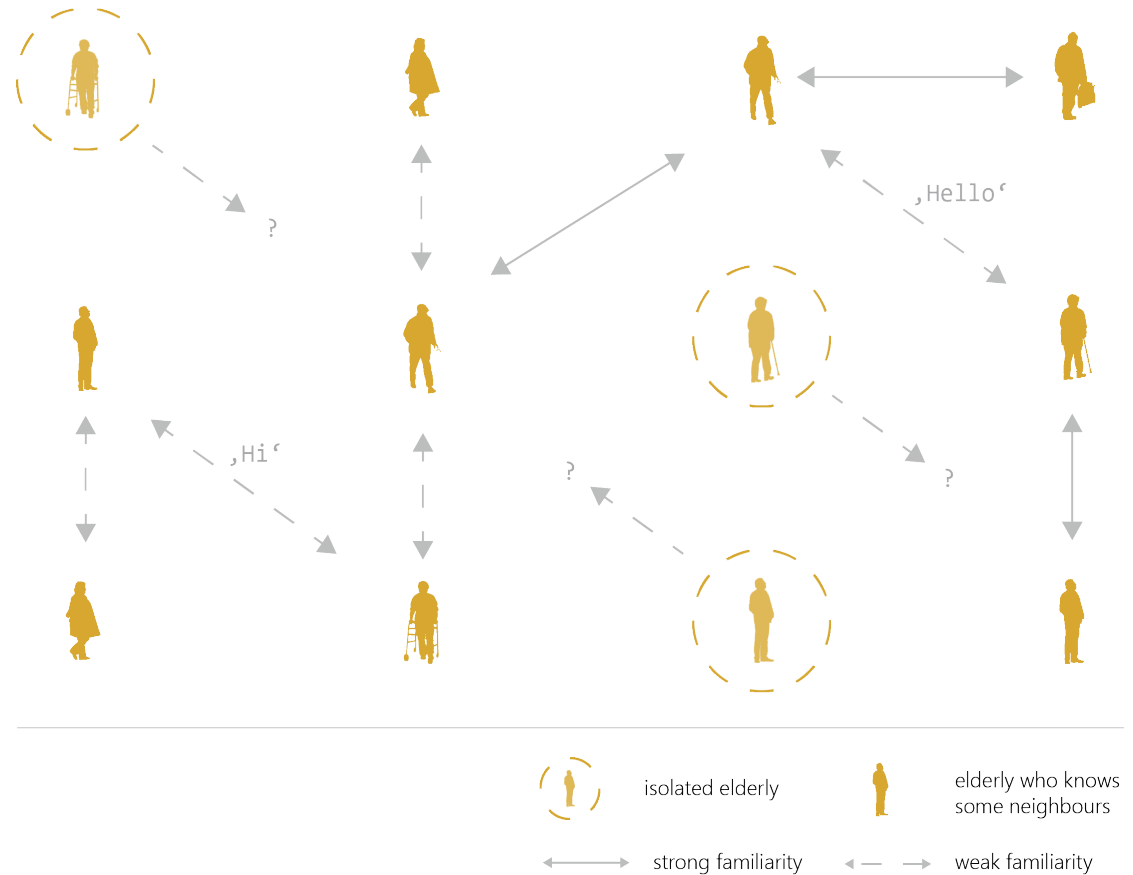 ‚Hello‘
?
‚Hi‘
?
?
isolated elderly
elderly who knows
some neighbours
strong familiarity
weak familiarity